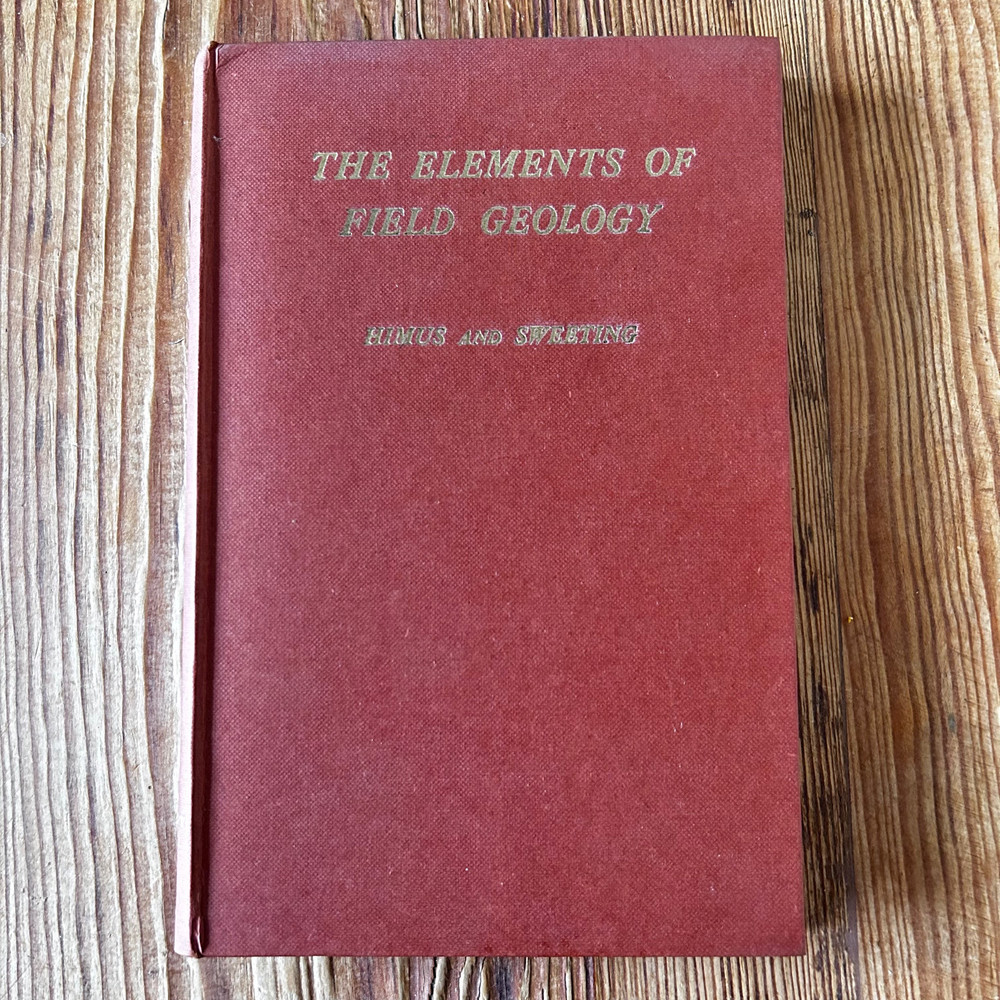 THE ELEMENTS OF
FIELD GEOLOGY
HIMUS AND SWEETING